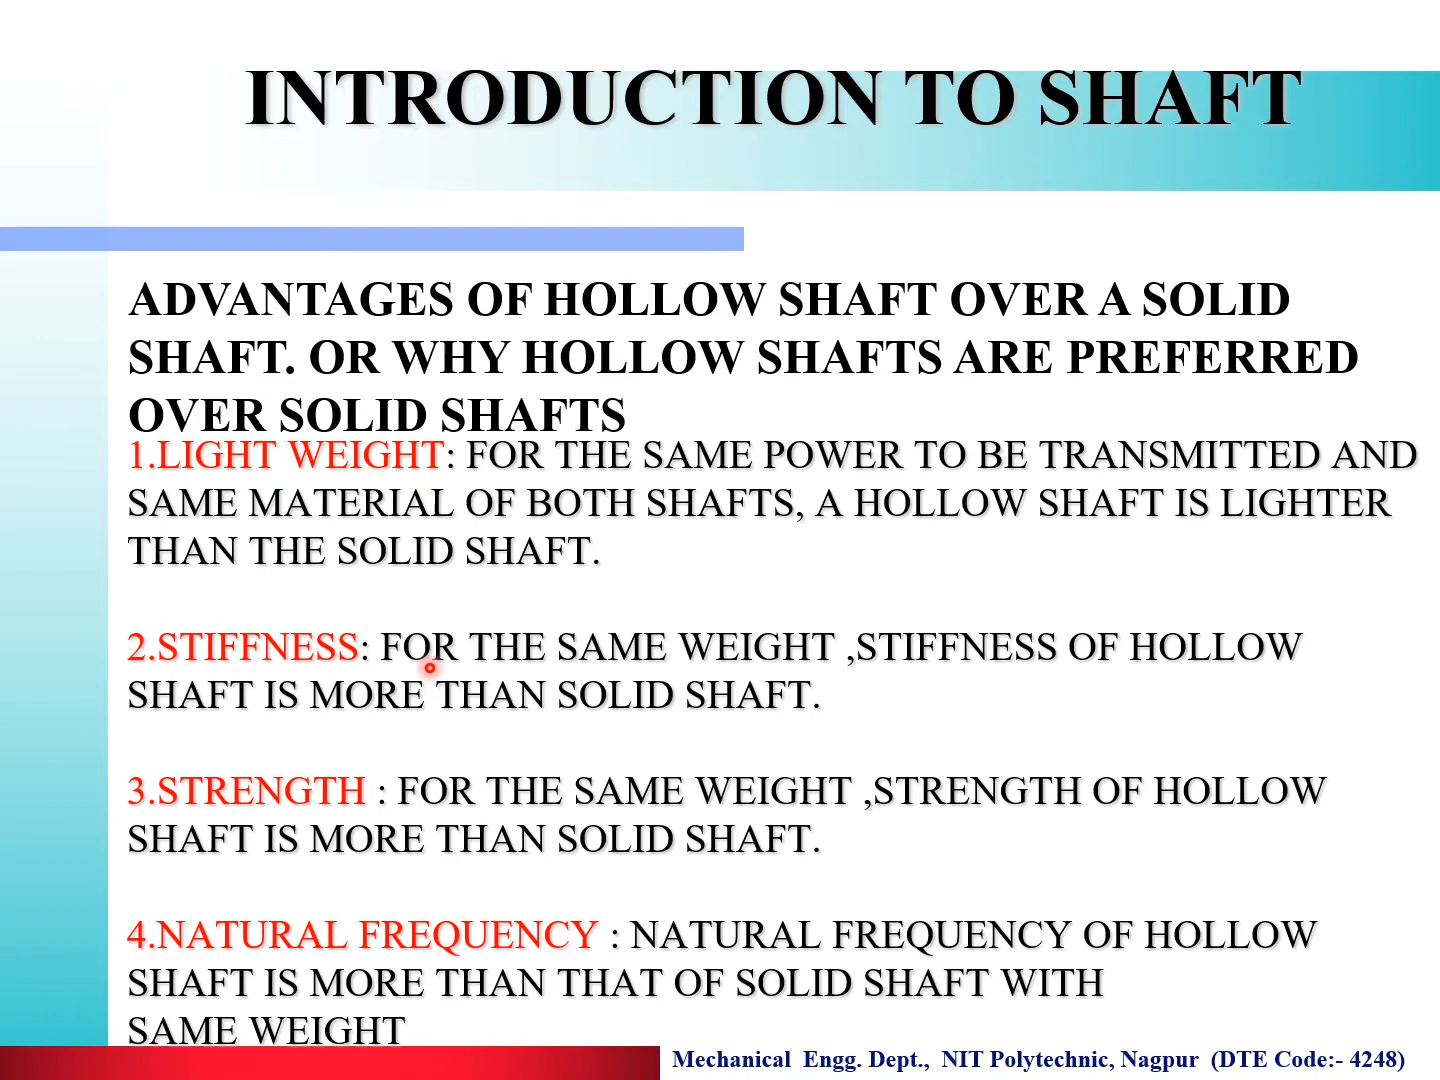 INTRODUCTION TO SHAFT
ADVANTAGES OF HOLLOW SHAFT OVER A SOLID
SHAFT. OR WHY HOLLOW SHAFTS ARE PREFERRED
OVER SOLID SHAFTS
1.LIGHT WEIGHT: FOR THE SAME POWER TO BE TRANSMITTED AND
SAME MATERIAL OF BOTH SHAFTS, A HOLLOW SHAFT IS LIGHTER
THAN THE SOLID SHAFT.
2.STIFFNESS: FOR THE SAME WEIGHT ,STIFFNESS OF HOLLOW
SHAFT IS MORE THAN SOLID SHAFT.
3.STRENGTH : FOR THE SAME WEIGHT ,STRENGTH OF HOLLOW
SHAFT IS MORE THAN SOLID SHAFT.
4.NATURAL FREQUENCY : NATURAL FREQUENCY OF HOLLOW
SHAFT IS MORE THAN THAT OF SOLID SHAFT WITH
SAME WEIGHT
Mechanical Engg. Dept., NIT Polytechnic, Nagpur (DTE Code:- 4248)